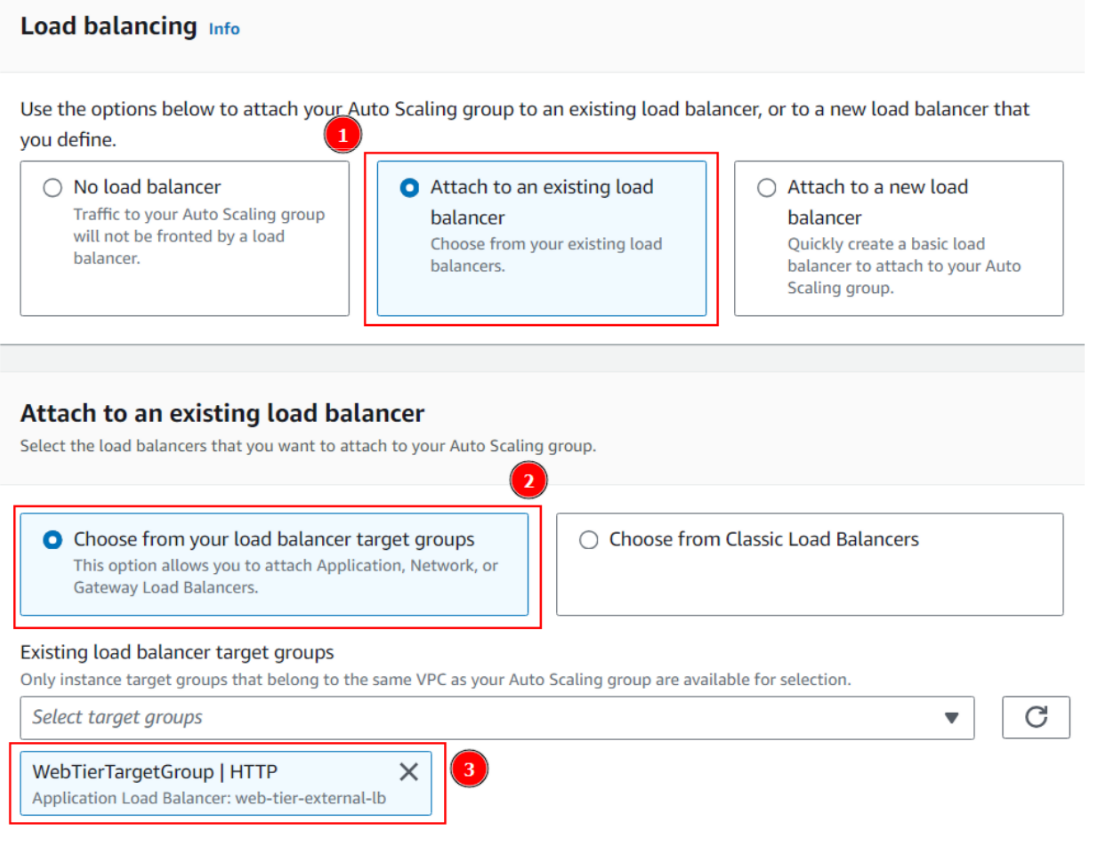 Load balancing Info
Use the options below to attach your Auto Scaling group to an existing load balancer, or to a new load balancer that
you define.
1
No load balancer
Traffic to your Auto Scaling group
will not be fronted by a load
balancer.
Attach to an existing load
balancer
Choose from your existing load
balancers.
Attach to a new load
balancer
Quickly create a basic load
balancer to attach to your Auto
Scaling group.
Attach to an existing load balancer
Select the load balancers that you want to attach to your Auto Scaling group.
2
Choose from your load balancer target groups
This option allows you to attach Application, Network, or
Gateway Load Balancers.
Choose from Classic Load Balancers
Existing load balancer target groups
Only instance target groups that belong to the same VPC as your Auto Scaling group are available for selection.
Select target groups
WebTierTargetGroup | HTTP
Application Load Balancer: web-tier-external-lb
3